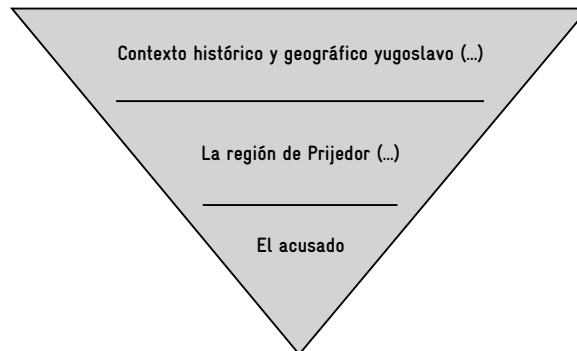 Contexto histórico y geográfico yugoslavo (...)
La región de Prijedor (...)
El acusado